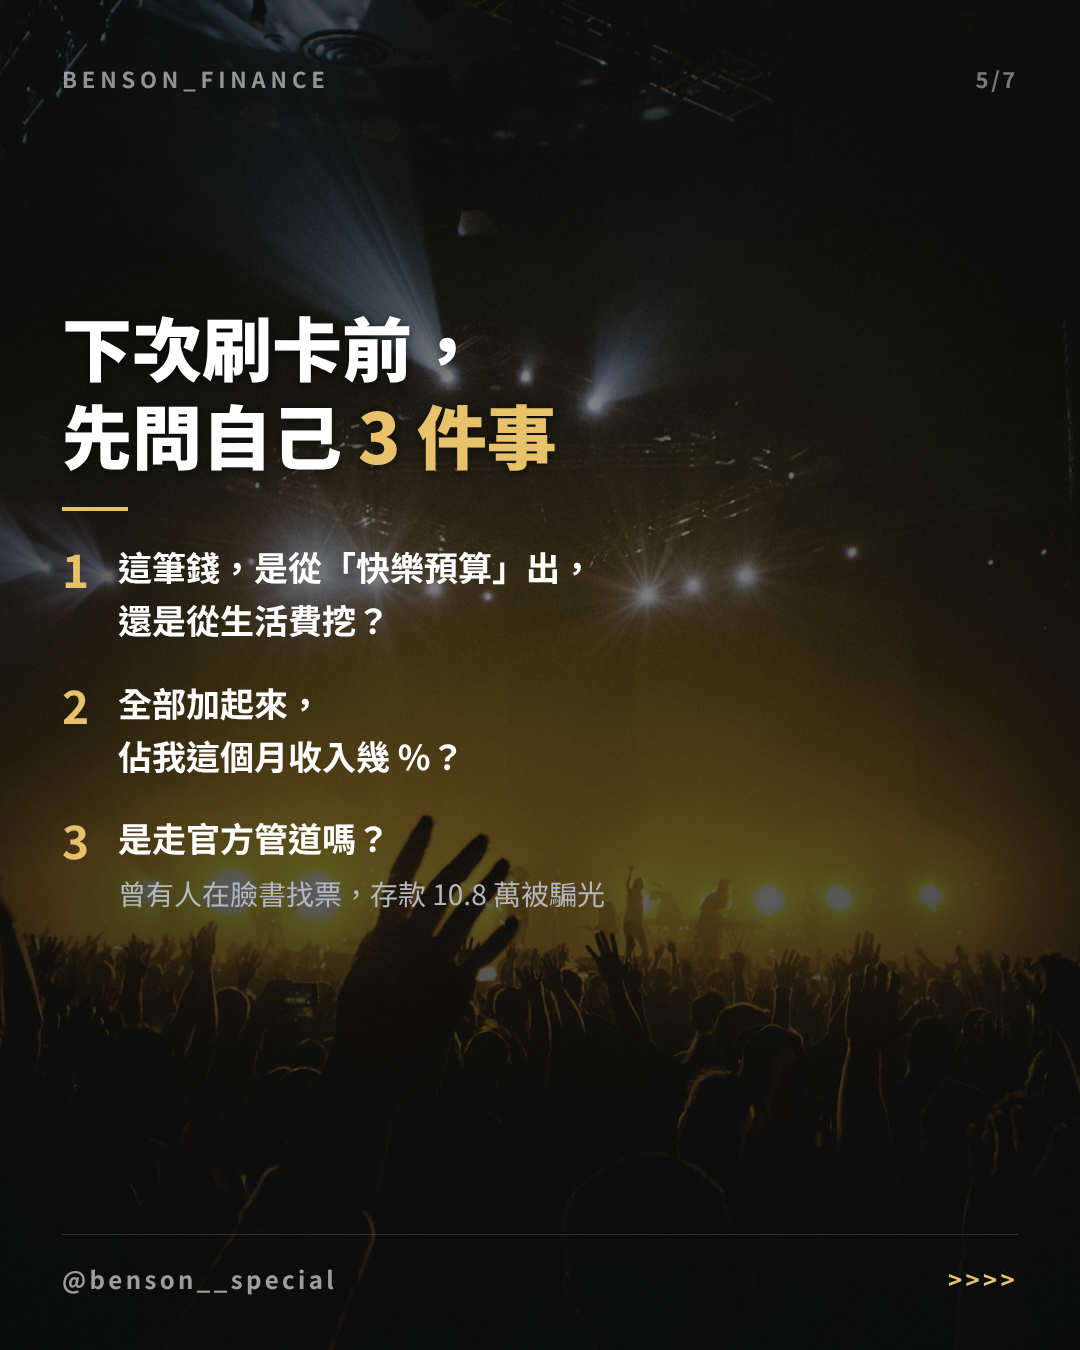 BENSON_FINANCE
5/7
下次刷卡前，
先問自己 3 件事
1 這筆錢，是從「快樂預算」出，
還是從生活費挖？
2 全部加起來，
佔我這個月收入幾 %？
3 是走官方管道嗎？
曾有人在臉書找票，存款 10.8 萬被騙光
@benson__special
>>>>